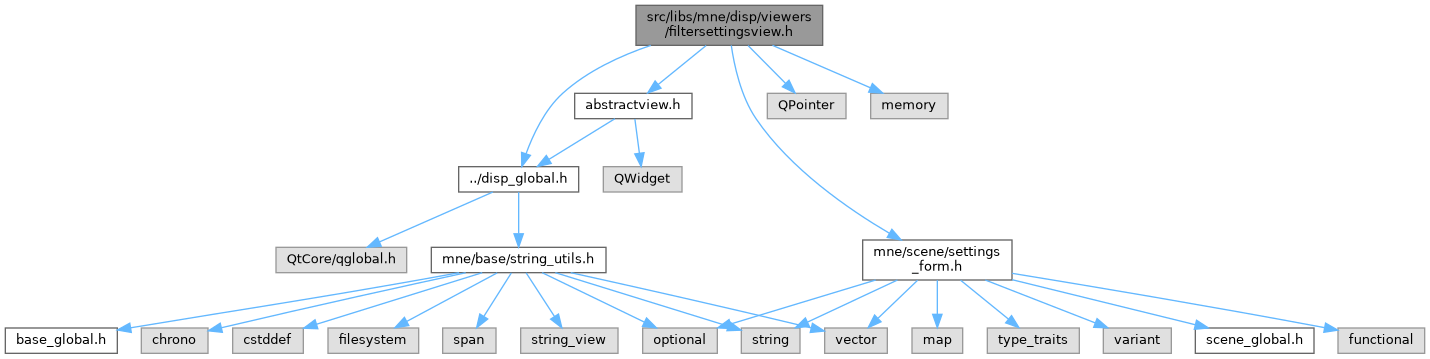 src/libs/mne/disp/viewers
/filtersettingsview.h
abstractview.h
QPointer
memory
../disp_global.h
QWidget
QtCore/qglobal.h
mne/base/string_utils.h
mne/scene/settings
_form.h
base_global.h
chrono
cstddef
filesystem
span
string_view
optional
string
vector
map
type_traits
variant
scene_global.h
functional